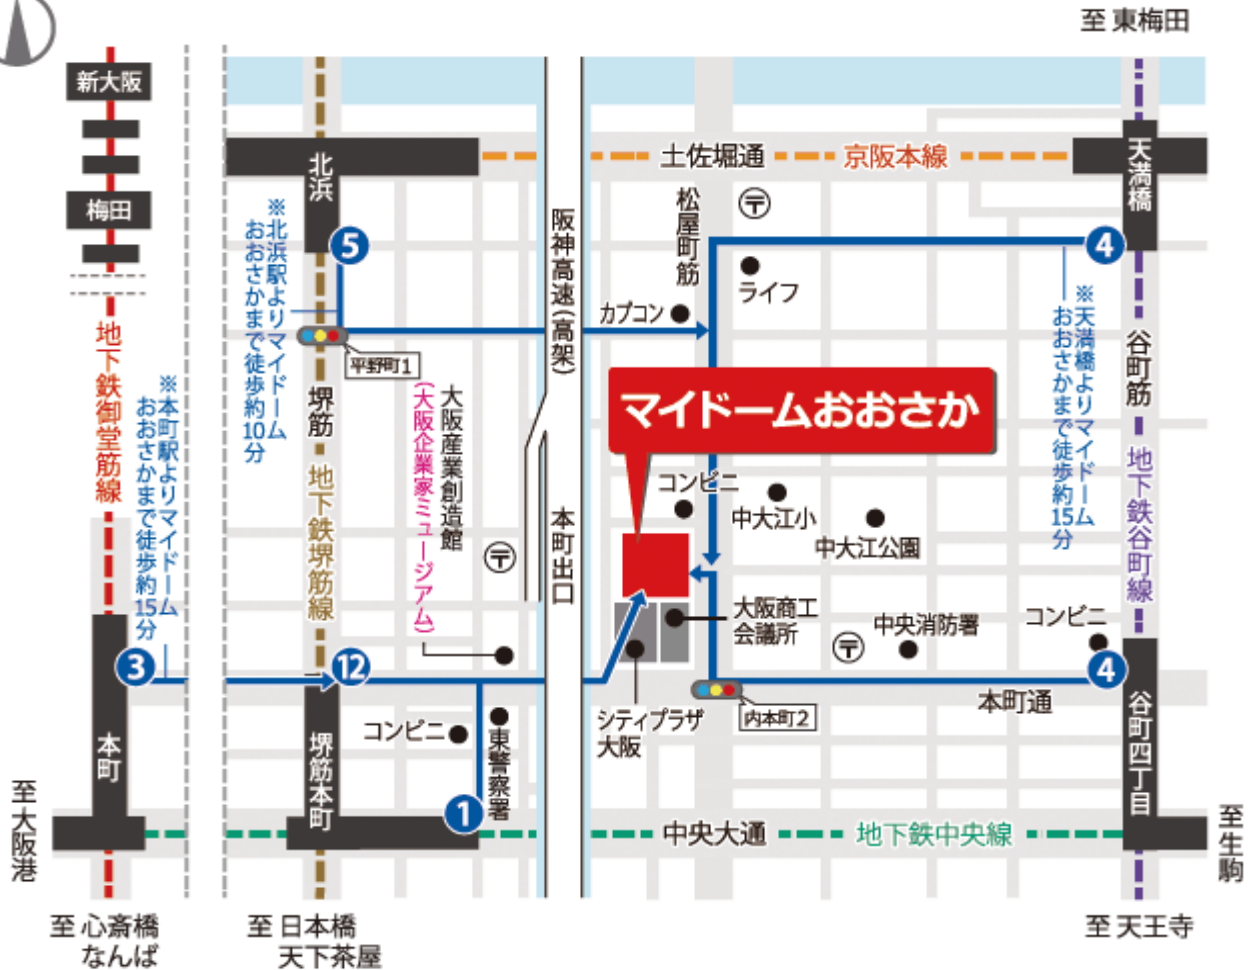 至 東梅田
新大阪
梅田
北浜
土佐堀通
京阪本線
天満橋
松屋町筋
〒
5
4
※北浜駅よりマイドーム
おおさかまで徒歩約10分
阪神高速(高架)
ライフ
カプコン
※天満橋よりマイドーム
おおさかまで徒歩約15分
平野町1
地下鉄御堂筋線
※本町駅よりマイドーム
おおさかまで徒歩約15分
堺筋
地下鉄堺筋線
大阪産業創造館
(大阪企業家ミュージアム)
マイドームおおさか
谷町筋
地下鉄谷町線
コンビニ
中大江小
中大江公園
〒
本町出口
大阪商工
会議所
〒
中央消防署
コンビニ
3
12
4
シティプラザ
大阪
内本町2
本町通
コンビニ
東警察署
本町
堺筋本町
谷町四丁目
1
至大阪港
中央大通
地下鉄中央線
至生駒
至 心斎橋
なんば
至 日本橋
天下茶屋
至 天王寺